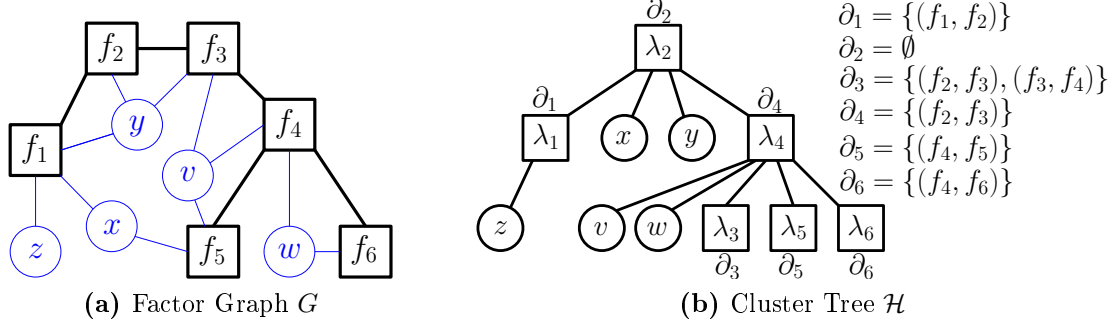 f₂ f₃
y f₄
f₁ v
z x f₅ w f₆
(a) Factor Graph G
∂₂
λ₂
∂₁ ∂₄
λ₁ x y λ₄
z v w λ₃ λ₅ λ₆
∂₃ ∂₅ ∂₆
(b) Cluster Tree ℋ
∂₁ = {(f₁, f₂)}
∂₂ = ∅
∂₃ = {(f₂, f₃), (f₃, f₄)}
∂₄ = {(f₂, f₃)}
∂₅ = {(f₄, f₅)}
∂₆ = {(f₄, f₆)}